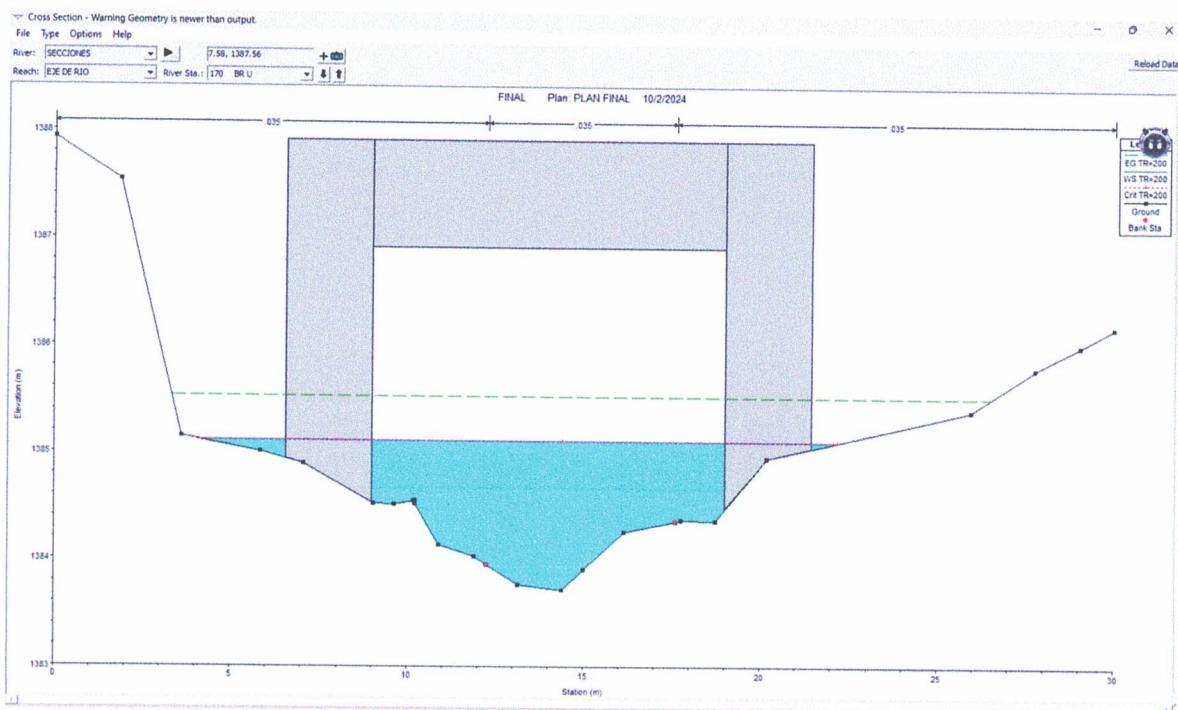 Cross Section - Warning Geometry is newer than output.
File Type Options Help
River: SECCIONES 7.58, 1387.56
Reload Data
Reach: EJE DE RIO River Sta.: 170 BR U
FINAL Plan: PLAN FINAL 10/2/2024
.035 .035 .035
EG TR=200
WS TR=200
Crit TR=200
Ground
Bank Sta
1388
1387
1386
1385
1384
1383
Elevation (m)
5 10 15 20 25 30
Station (m)